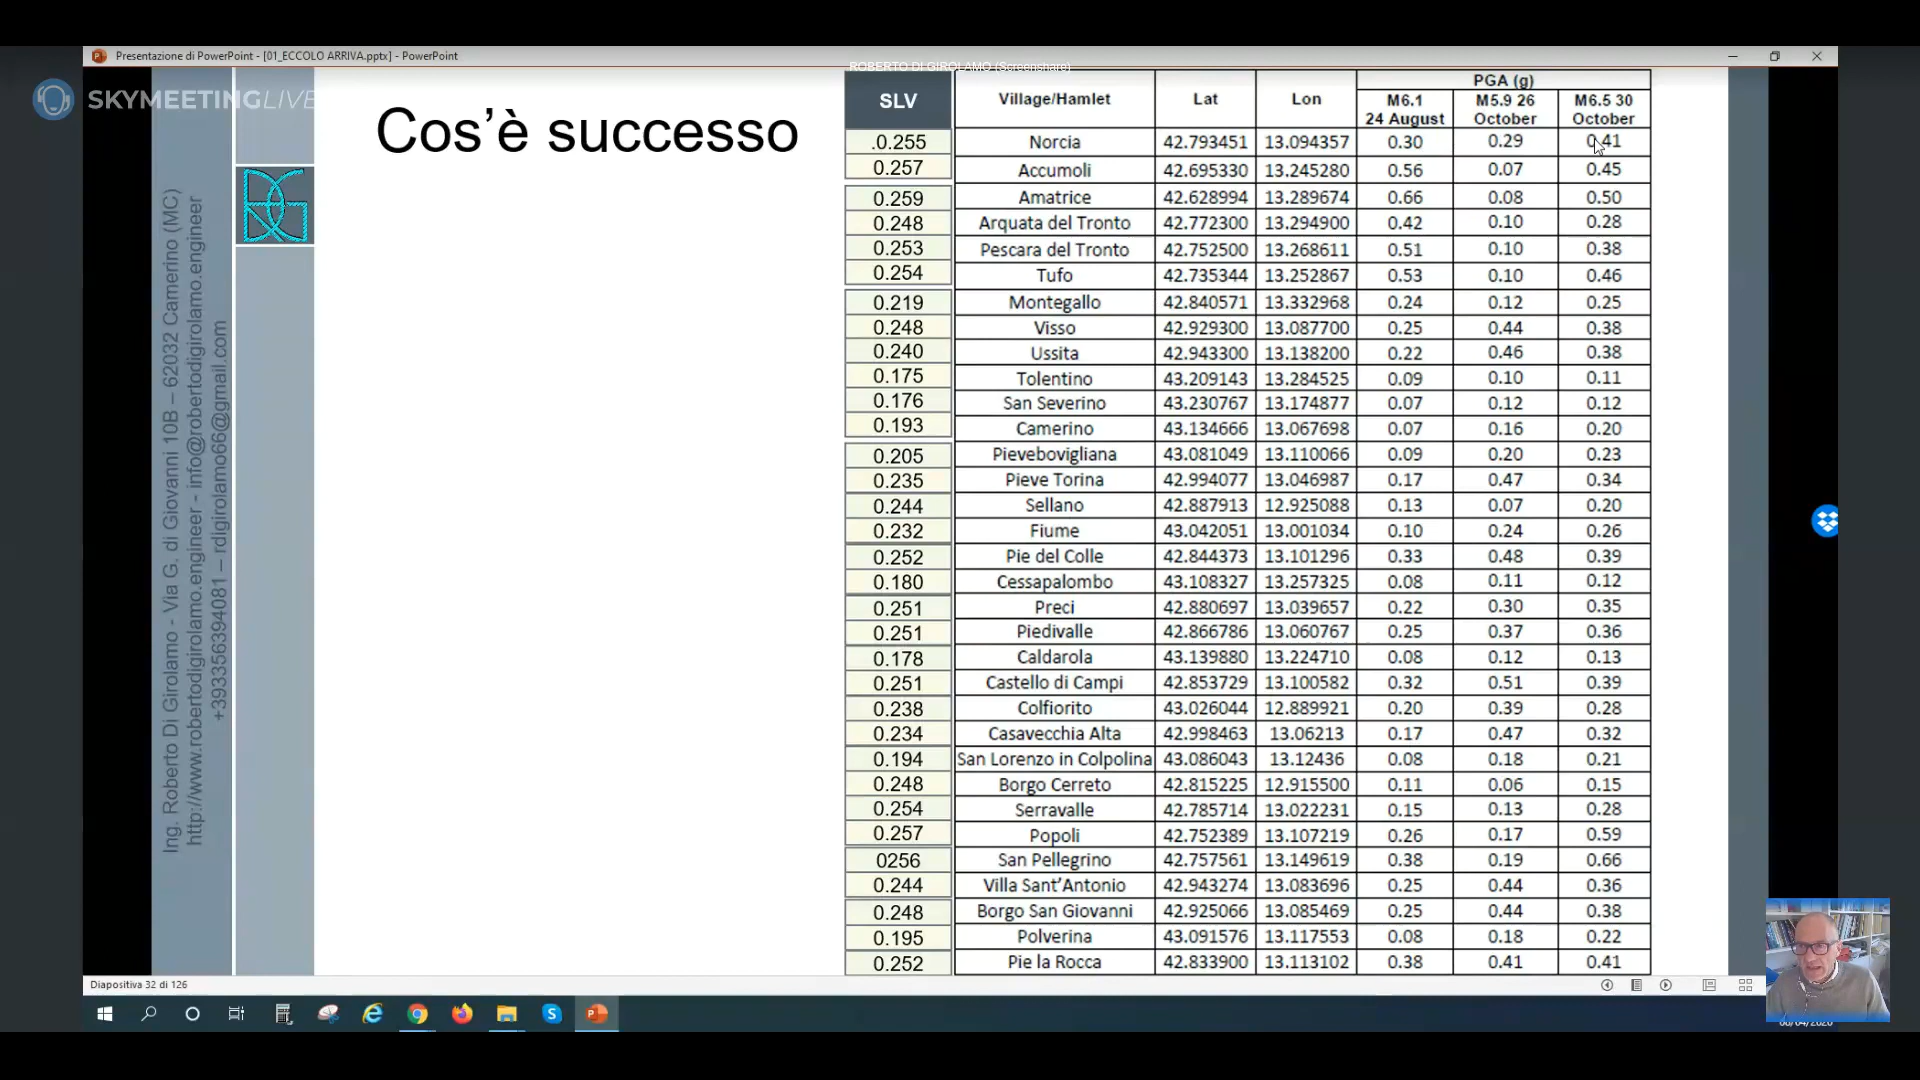 Presentazione di PowerPoint - [01_ECCOLO ARRIVA.pptx] - PowerPoint
ROBERTO DI GIROLAMO (Screenshare)
SKYMEETINGLIVE
Cos'è successo
Ing. Roberto Di Girolamo - Via G. di Giovanni 10B – 62032 Camerino (MC)
http://www.robertodigirolamo.engineer - info@robertodigirolamo.engineer
+393356394081 – rdigirolamo66@gmail.com
SLV Village/Hamlet Lat Lon PGA (g)
M6.1 24 August M5.9 26 October M6.5 30 October
.0.255 Norcia 42.793451 13.094357 0.30 0.29 0.41
0.257 Accumoli 42.695330 13.245280 0.56 0.07 0.45
0.259 Amatrice 42.628994 13.289674 0.66 0.08 0.50
0.248 Arquata del Tronto 42.772300 13.294900 0.42 0.10 0.28
0.253 Pescara del Tronto 42.752500 13.268611 0.51 0.10 0.38
0.254 Tufo 42.735344 13.252867 0.53 0.10 0.46
0.219 Montegallo 42.840571 13.332968 0.24 0.12 0.25
0.248 Visso 42.929300 13.087700 0.25 0.44 0.38
0.240 Ussita 42.943300 13.138200 0.22 0.46 0.38
0.175 Tolentino 43.209143 13.284525 0.09 0.10 0.11
0.176 San Severino 43.230767 13.174877 0.07 0.12 0.12
0.193 Camerino 43.134666 13.067698 0.07 0.16 0.20
0.205 Pievebovigliana 43.081049 13.110066 0.09 0.20 0.23
0.235 Pieve Torina 42.994077 13.046987 0.17 0.47 0.34
0.244 Sellano 42.887913 12.925088 0.13 0.07 0.20
0.232 Fiume 43.042051 13.001034 0.10 0.24 0.26
0.252 Pie del Colle 42.844373 13.101296 0.33 0.48 0.39
0.180 Cessapalombo 43.108327 13.257325 0.08 0.11 0.12
0.251 Preci 42.880697 13.039657 0.22 0.30 0.35
0.251 Piedivalle 42.866786 13.060767 0.25 0.37 0.36
0.178 Caldarola 43.139880 13.224710 0.08 0.12 0.13
0.251 Castello di Campi 42.853729 13.100582 0.32 0.51 0.39
0.238 Colfiorito 43.026044 12.889921 0.20 0.39 0.28
0.234 Casavecchia Alta 42.998463 13.06213 0.17 0.47 0.32
0.194 San Lorenzo in Colpolina 43.086043 13.12436 0.08 0.18 0.21
0.248 Borgo Cerreto 42.815225 12.915500 0.11 0.06 0.15
0.254 Serravalle 42.785714 13.022231 0.15 0.13 0.28
0.257 Popoli 42.752389 13.107219 0.26 0.17 0.59
0256 San Pellegrino 42.757561 13.149619 0.38 0.19 0.66
0.244 Villa Sant'Antonio 42.943274 13.083696 0.25 0.44 0.36
0.248 Borgo San Giovanni 42.925066 13.085469 0.25 0.44 0.38
0.195 Polverina 43.091576 13.117553 0.08 0.18 0.22
0.252 Pie la Rocca 42.833900 13.113102 0.38 0.41 0.41
Diapositiva 32 di 126